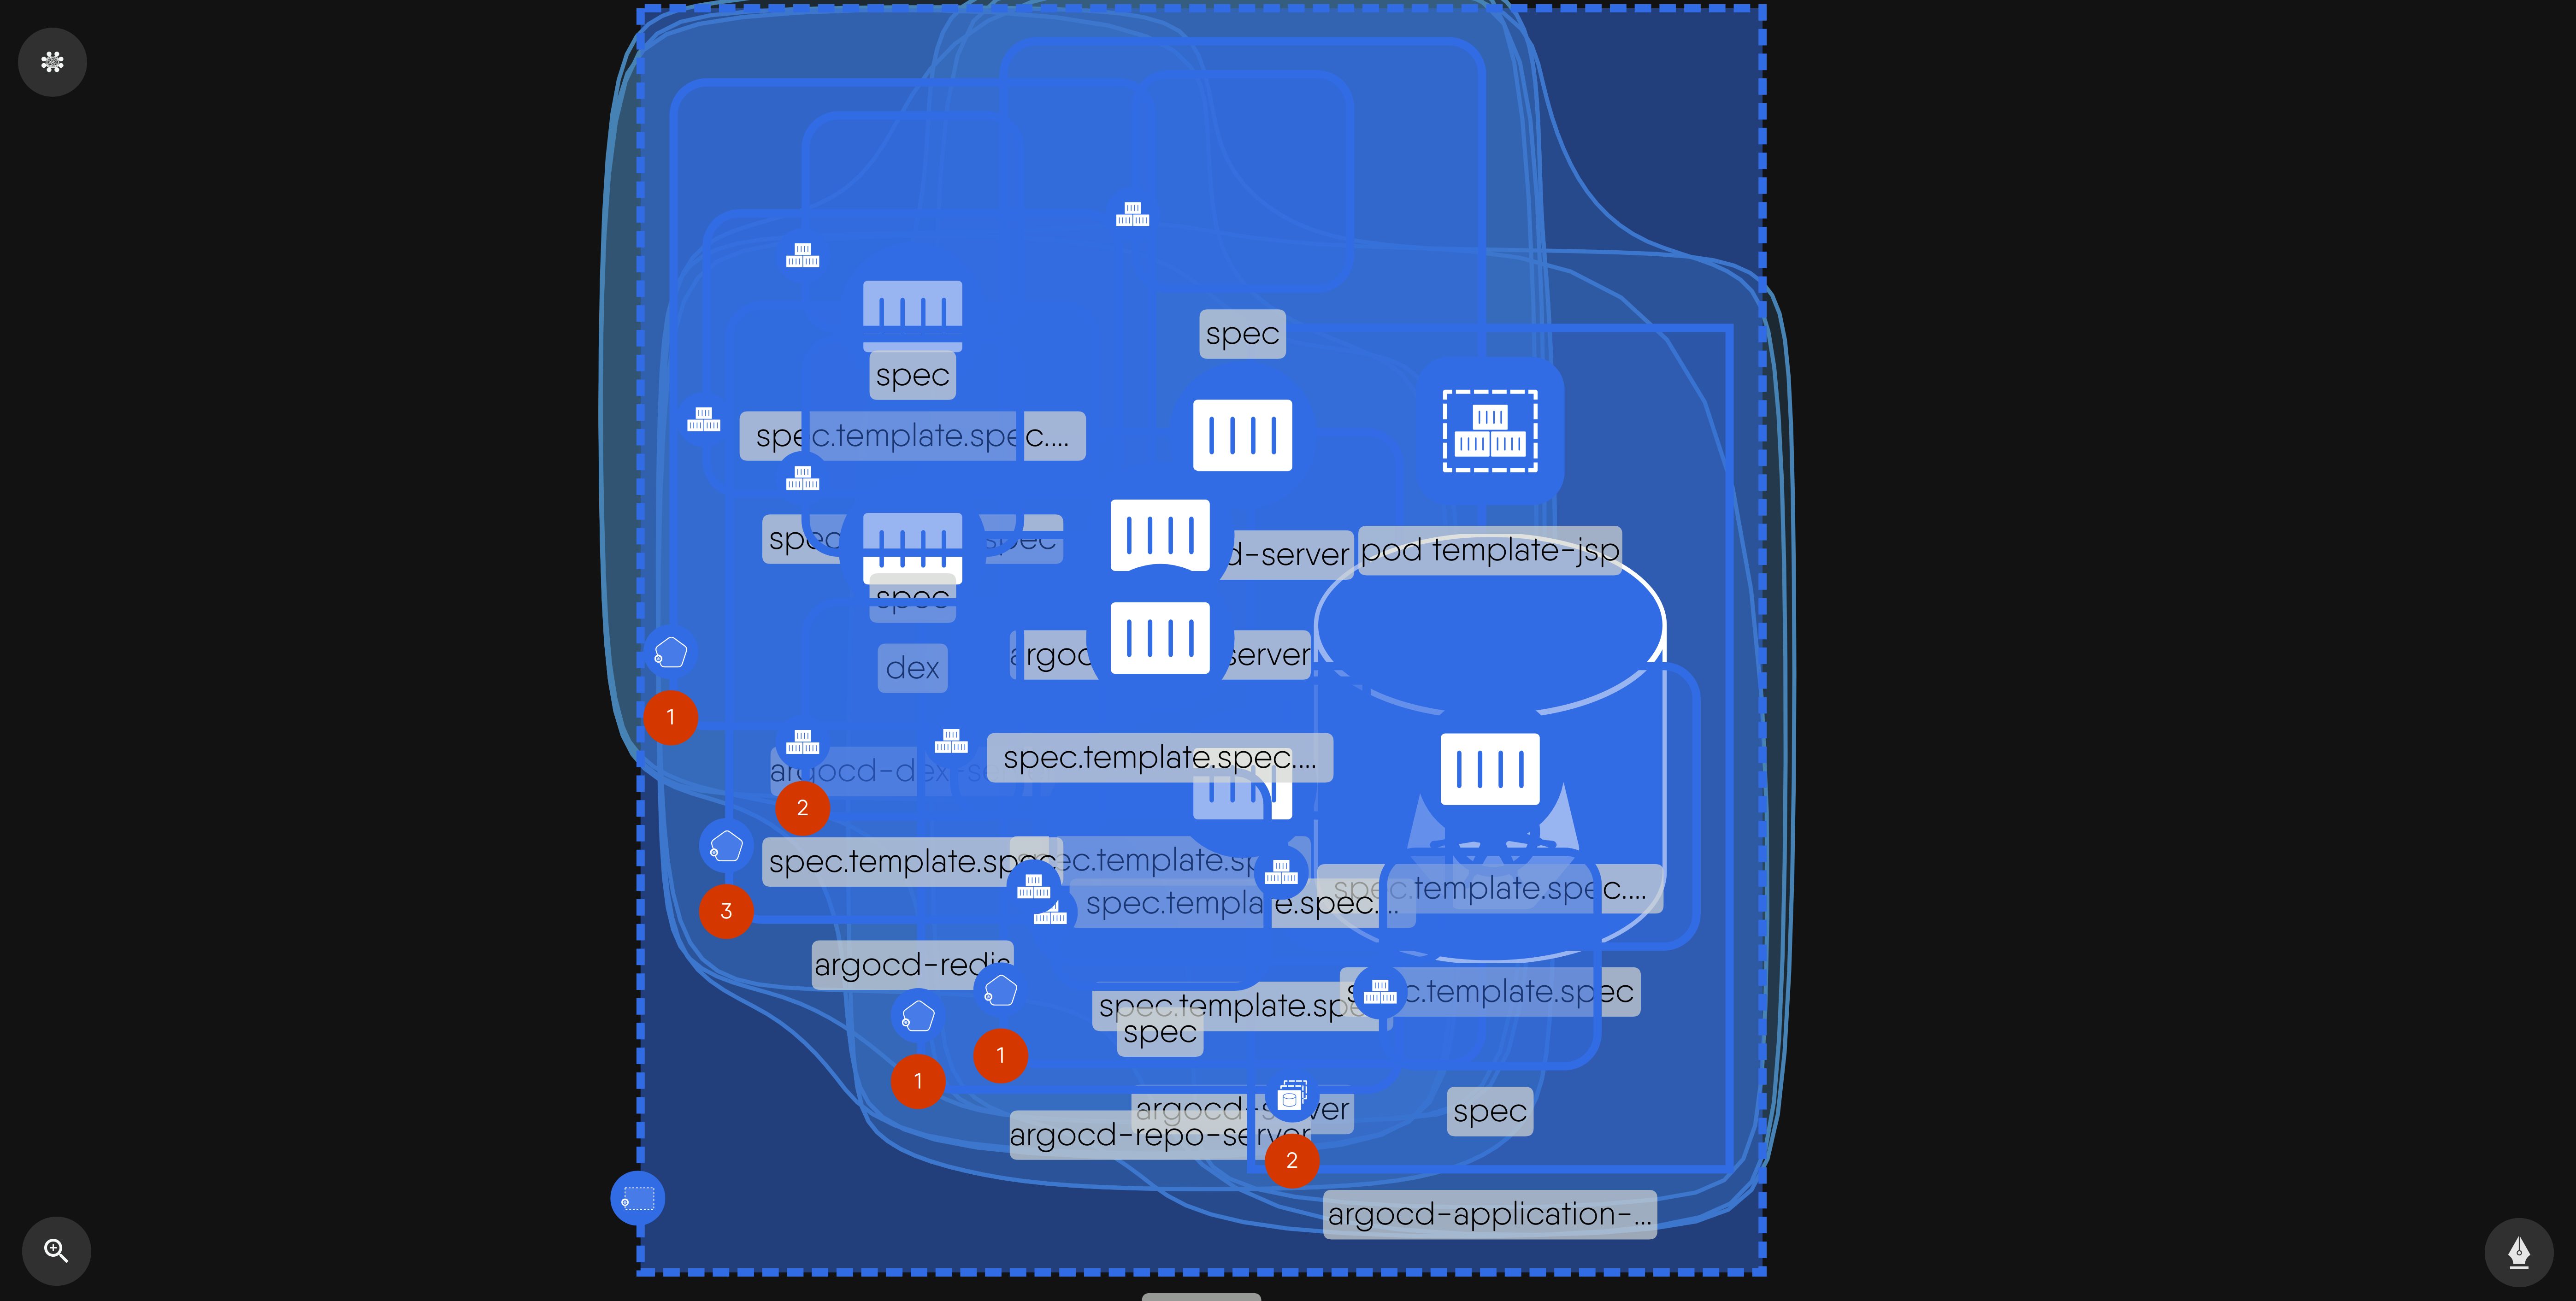 spec
spec
spec.template.spec....
spec
spec
d-server
pod template-jsp
spec
dex
argoc
server
1
argocd-dex-se
spec.template.spec....
2
spec.template.spec
spec.template.sp
spec.template.spec....
spec.template.spec....
3
argocd-redis
spec.template.spec
spec.template.spe
spec
1
1
argocd-server
spec
argocd-repo-server
2
argocd-application-...